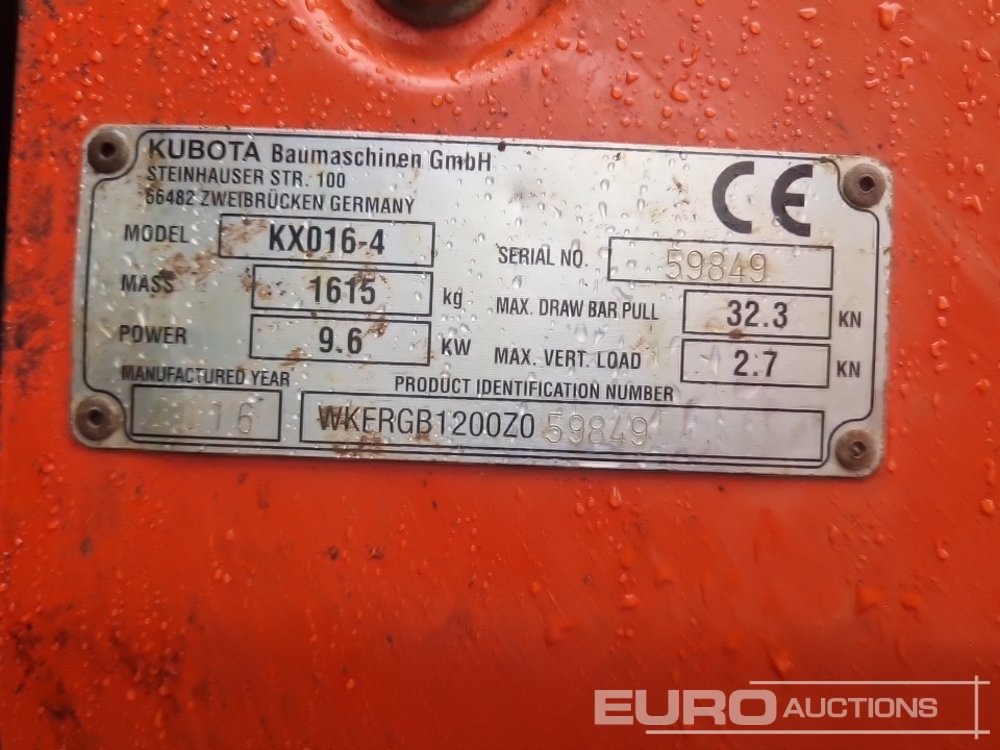 KUBOTA Baumaschinen GmbH
STEINHAUSER STR. 100
66482 ZWEIBRÜCKEN GERMANY
CE
MODEL KX016-4
SERIAL NO. 59849
MASS 1615 kg
MAX. DRAW BAR PULL 32.3 KN
POWER 9.6 KW
MAX. VERT. LOAD 2.7 KN
MANUFACTURED YEAR 2016
PRODUCT IDENTIFICATION NUMBER
WKFRGB1200Z059849
EURO AUCTIONS